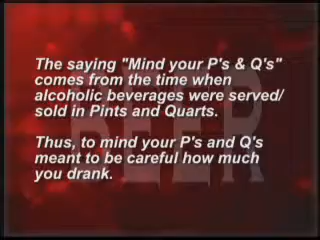 The saying "Mind your P's & Q's"
comes from the time when
alcoholic beverages were served/
sold in Pints and Quarts.
Thus, to mind your P's and Q's
meant to be careful how much
you drank.
BEER